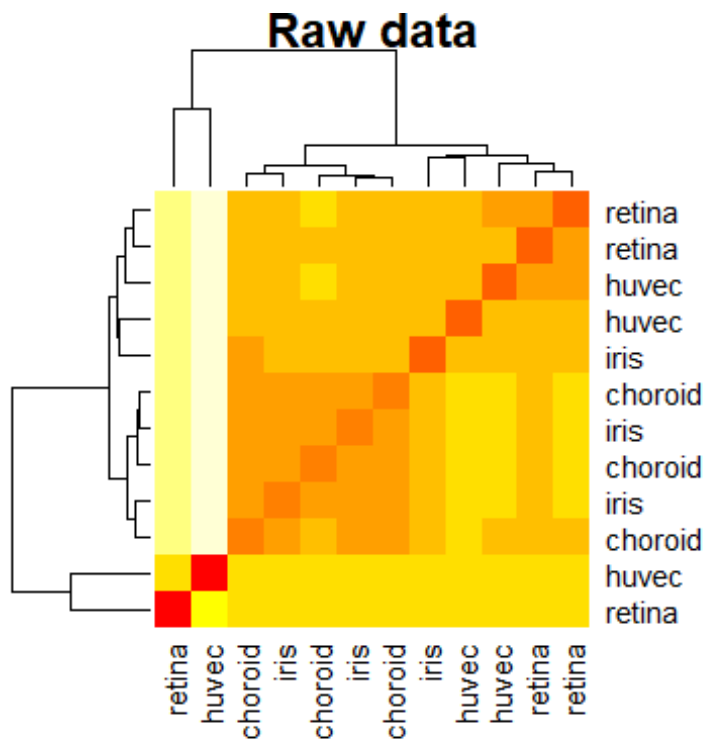 Raw data
retina
retina
huvec
huvec
iris
choroid
iris
choroid
iris
choroid
huvec
retina
retina
huvec
choroid
iris
choroid
iris
choroid
iris
huvec
huvec
retina
retina